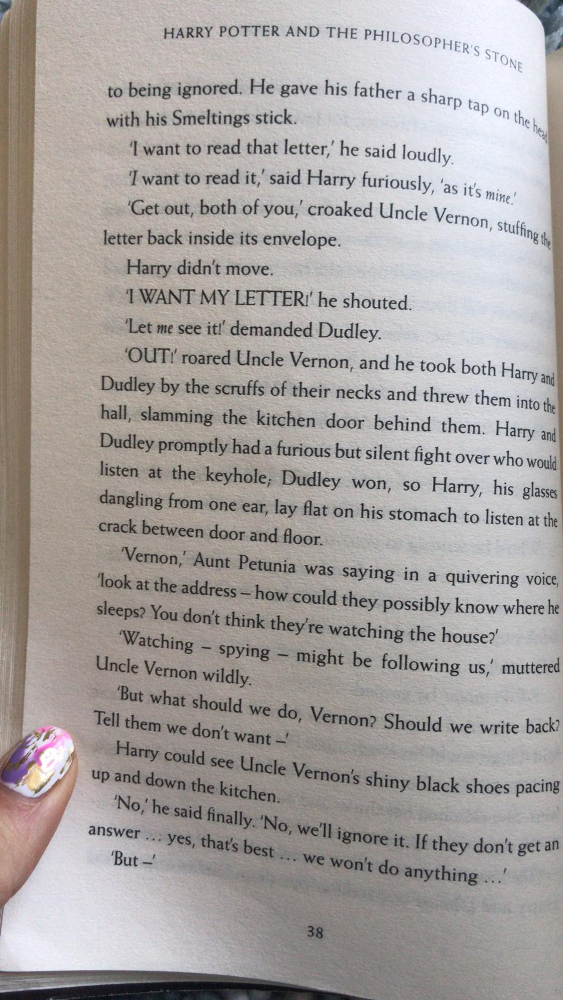 HARRY POTTER AND THE PHILOSOPHER'S STONE
to being ignored. He gave his father a sharp tap on the head
with his Smeltings stick.
'I want to read that letter,' he said loudly.
'I want to read it,' said Harry furiously, 'as it's mine.'
'Get out, both of you,' croaked Uncle Vernon, stuffing the
letter back inside its envelope.
Harry didn't move.
'I WANT MY LETTER!' he shouted.
'Let me see it!' demanded Dudley.
'OUT!' roared Uncle Vernon, and he took both Harry and
Dudley by the scruffs of their necks and threw them into the
hall, slamming the kitchen door behind them. Harry and
Dudley promptly had a furious but silent fight over who would
listen at the keyhole; Dudley won, so Harry, his glasses
dangling from one ear, lay flat on his stomach to listen at the
crack between door and floor.
'Vernon,' Aunt Petunia was saying in a quivering voice,
'look at the address – how could they possibly know where he
sleeps? You don't think they're watching the house?'
'Watching – spying – might be following us,' muttered
Uncle Vernon wildly.
'But what should we do, Vernon? Should we write back?
Tell them we don't want –'
Harry could see Uncle Vernon's shiny black shoes pacing
up and down the kitchen.
'No,' he said finally. 'No, we'll ignore it. If they don't get an
answer ... yes, that's best ... we won't do anything ...'
'But –'
38